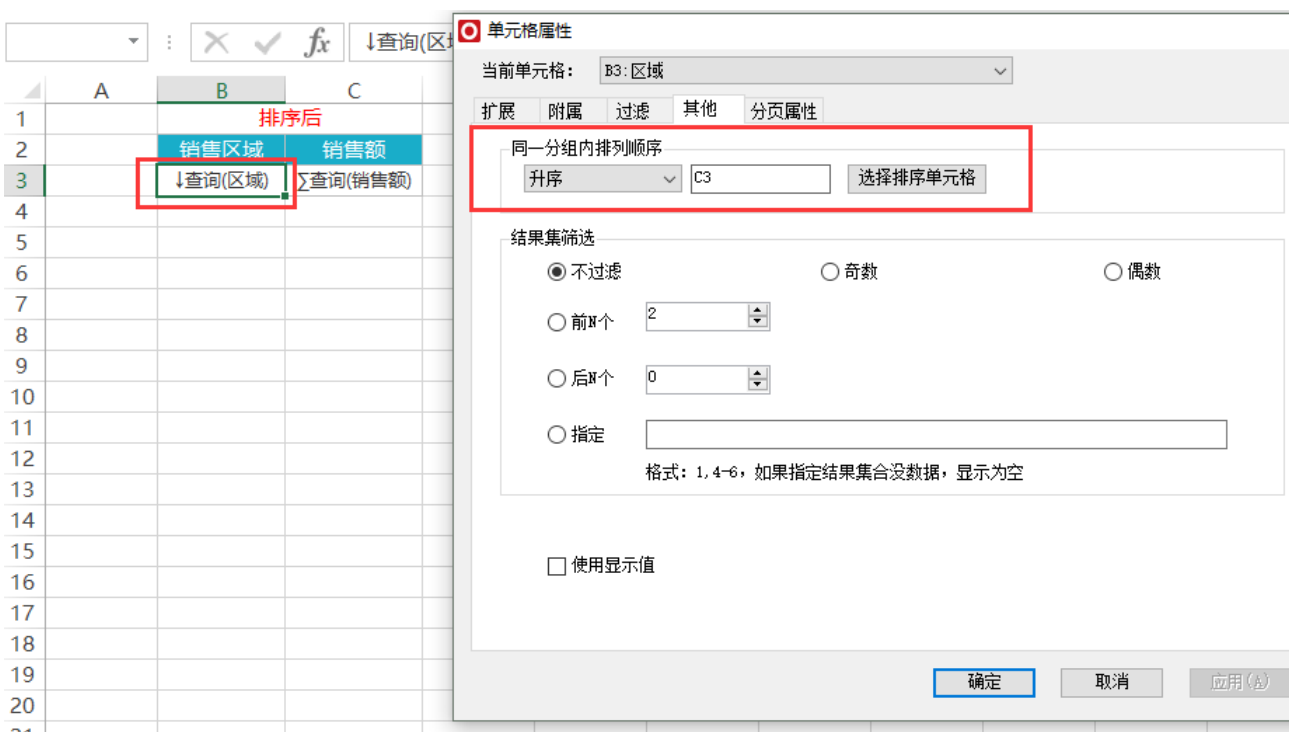 单元格属性
fx ↓查询(区域
当前单元格： B3:区域
扩展 附属 过滤 其他 分页属性
同一分组内排列顺序
升序 C3 选择排序单元格
结果集筛选
不过滤 奇数 偶数
前N个 2
后N个 0
指定
格式：1,4-6，如果指定结果集合没数据，显示为空
使用显示值
确定 取消 应用(A)
A B C
1 排序后
2 销售区域 销售额
3 ↓查询(区域) ∑查询(销售额)
4
5
6
7
8
9
10
11
12
13
14
15
16
17
18
19
20